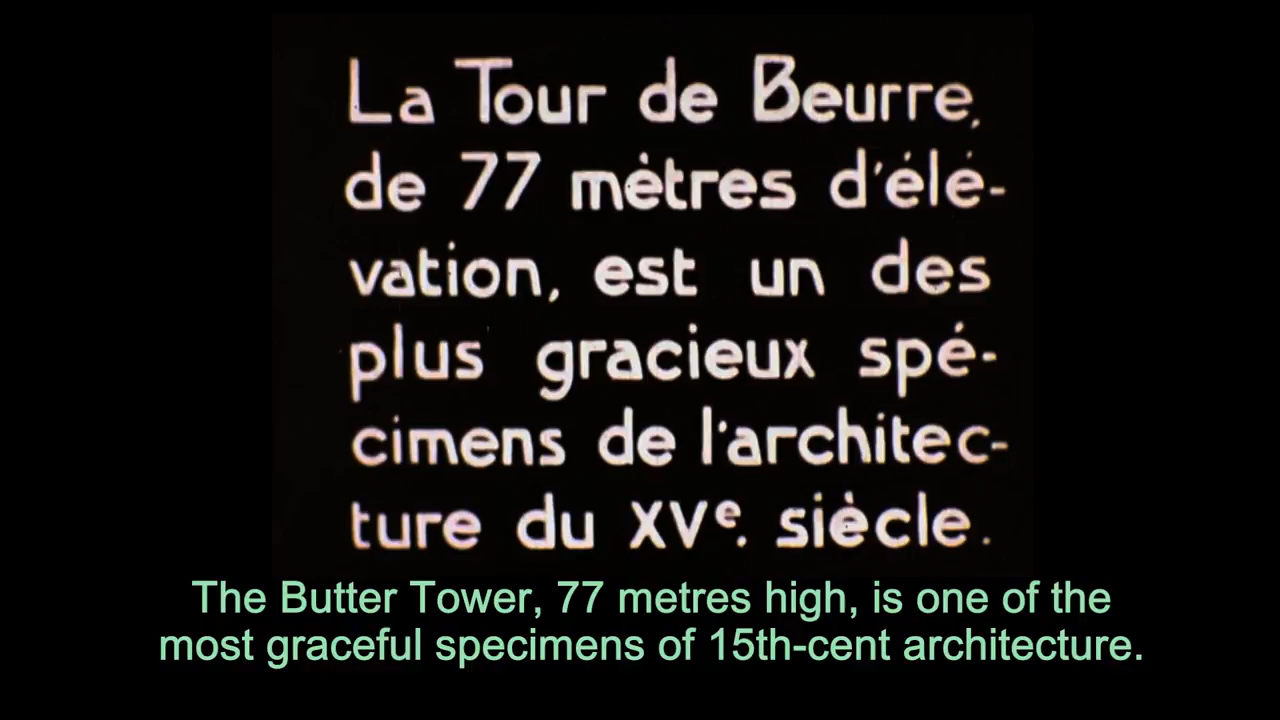 La Tour de Beurre,
de 77 mètres d'élé-
vation, est un des
plus gracieux spé-
cimens de l'architec-
ture du XVe. siècle.
The Butter Tower, 77 metres high, is one of the
most graceful specimens of 15th-cent architecture.